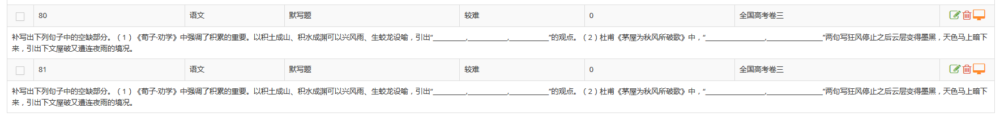 80 语文 默写题 较难 0 全国高考卷三
补写出下列句子中的空缺部分。（1）《荀子·劝学》中强调了积累的重要。以积土成山、积水成渊可以兴风雨、生蛟龙设喻，引出“__________,____________,____________”的观点。（2）杜甫《茅屋为秋风所破歌》中，“__________________,_________________”两句写狂风停止之后云层变得墨黑，天色马上暗下
来，引出下文屋破又遭连夜雨的境况。
81 语文 默写题 较难 0 全国高考卷三
补写出下列句子中的空缺部分。（1）《荀子·劝学》中强调了积累的重要。以积土成山、积水成渊可以兴风雨、生蛟龙设喻，引出“__________,____________,____________”的观点。（2）杜甫《茅屋为秋风所破歌》中，“__________________,_________________”两句写狂风停止之后云层变得墨黑，天色马上暗下
来，引出下文屋破又遭连夜雨的境况。